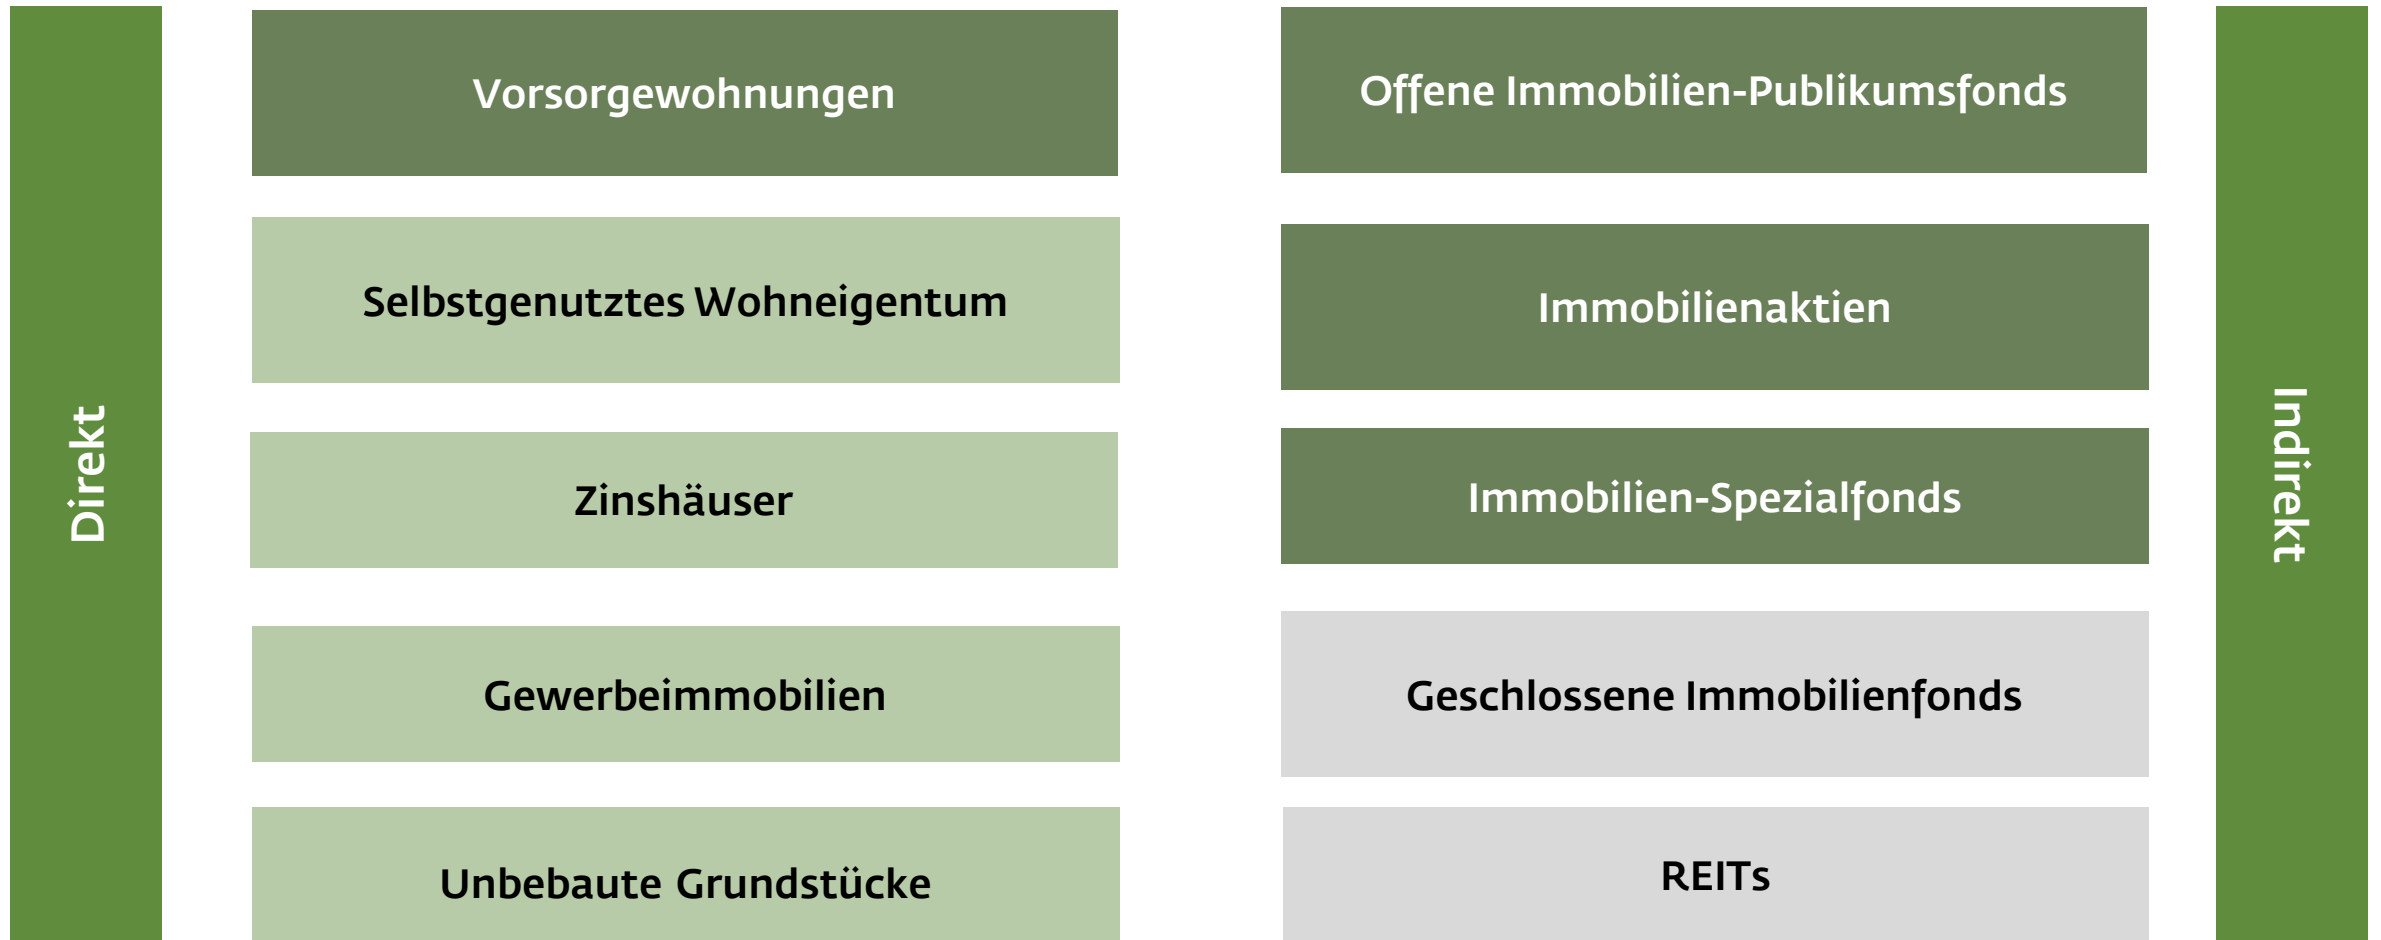 Direkt
Vorsorgewohnungen
Selbstgenutztes Wohneigentum
Zinshäuser
Gewerbeimmobilien
Unbebaute Grundstücke
Offene Immobilien-Publikumsfonds
Immobilienaktien
Immobilien-Spezialfonds
Geschlossene Immobilienfonds
REITs
Indirekt